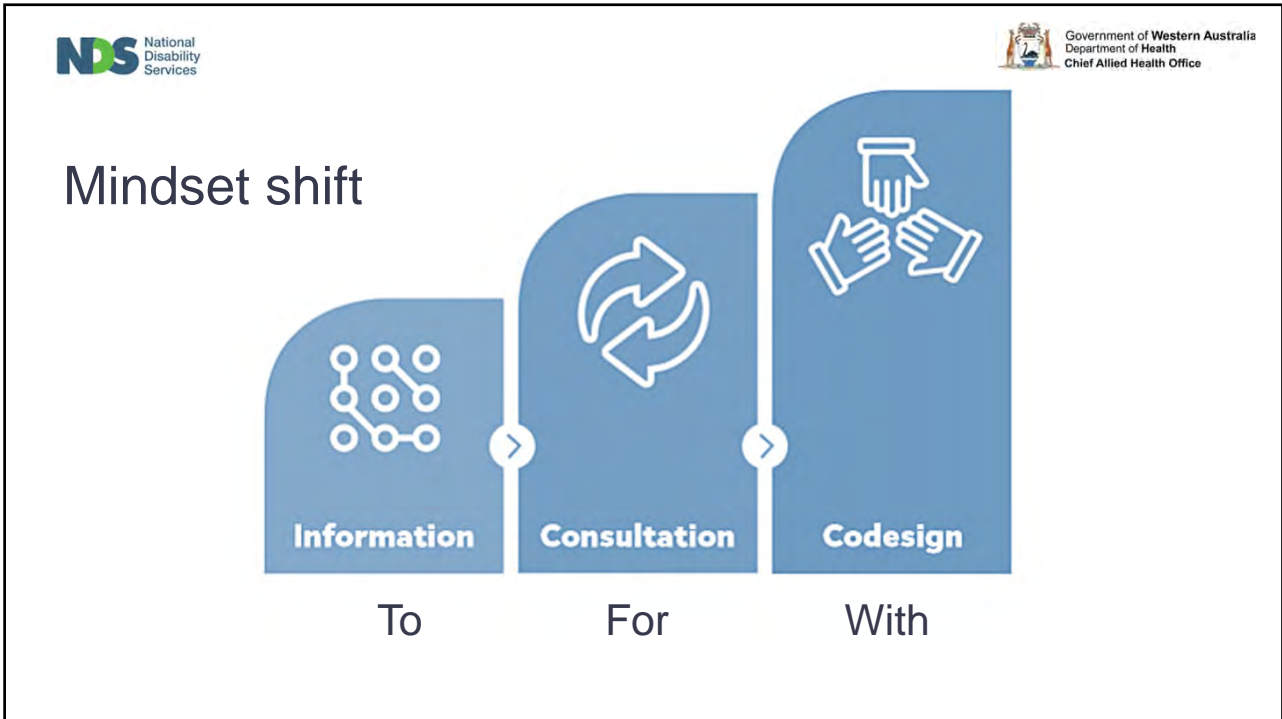 NDS
National
Disability
Services
Government of Western Australia
Department of Health
Chief Allied Health Office
Mindset shift
Information
Consultation
Codesign
To
For
With